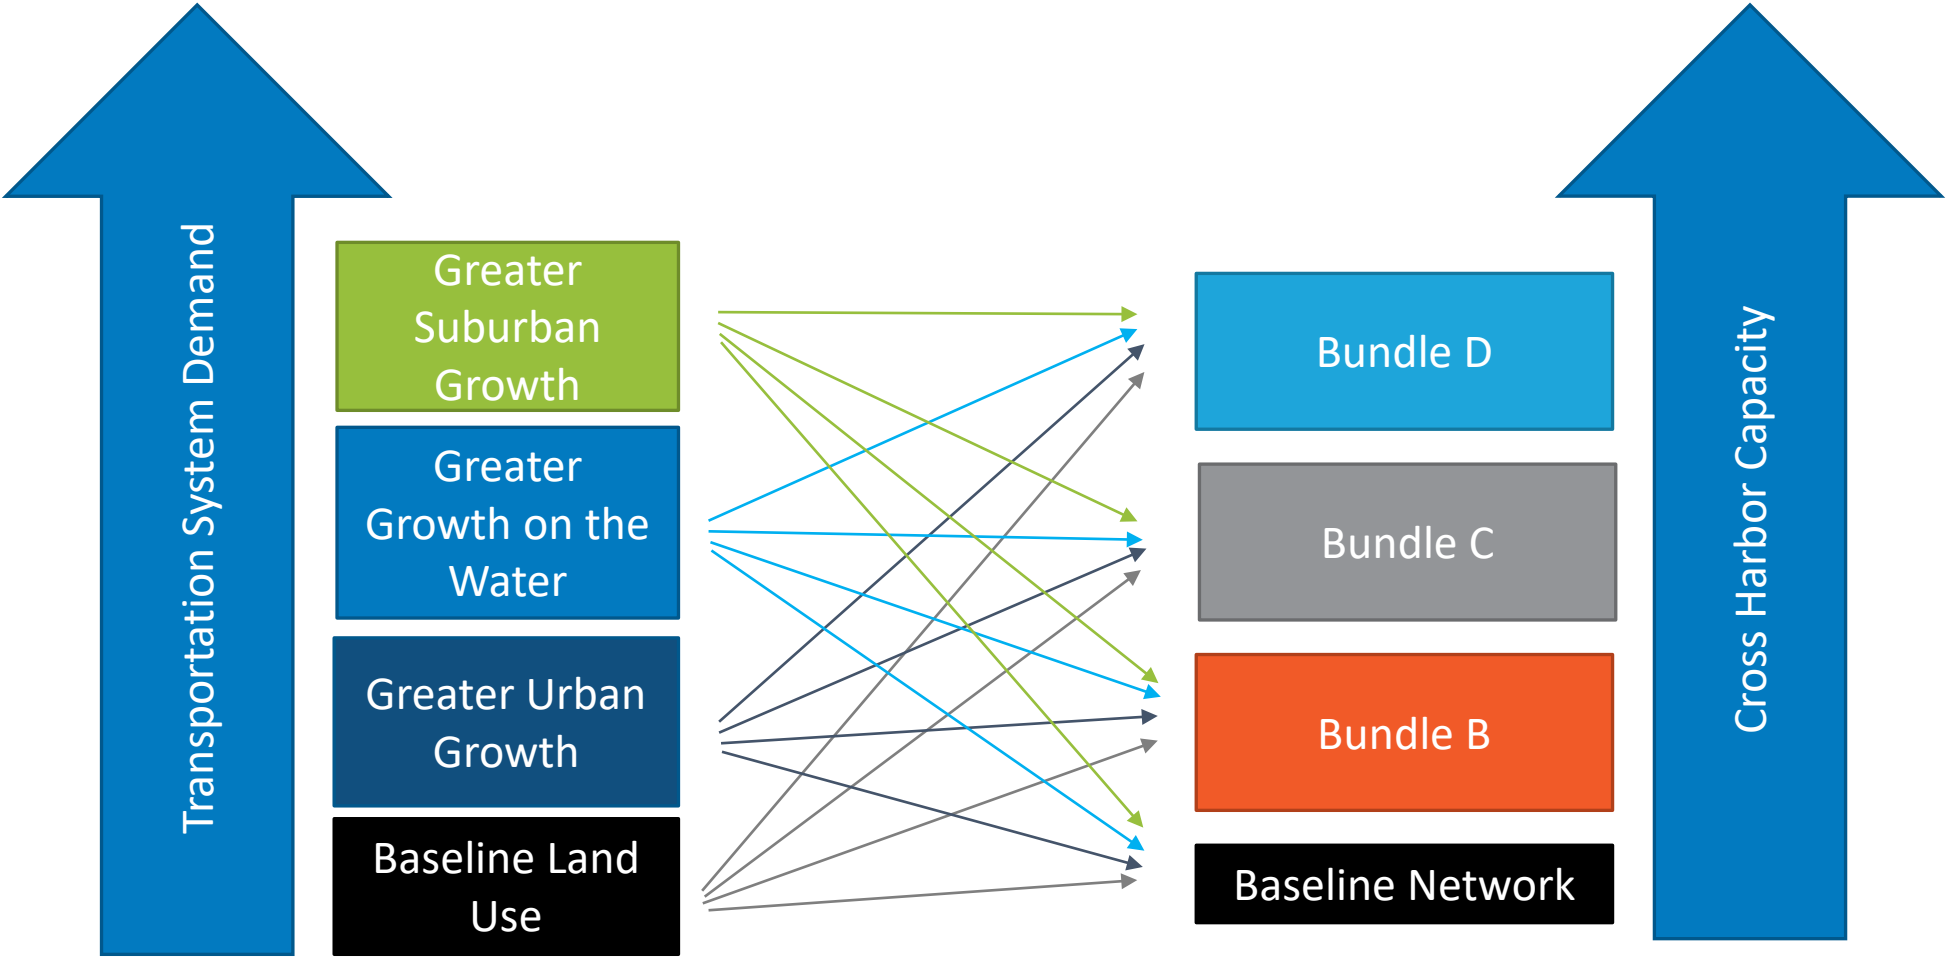 Transportation System Demand
Greater
Suburban
Growth
Greater
Growth on the
Water
Greater Urban
Growth
Baseline Land
Use
Bundle D
Bundle C
Bundle B
Baseline Network
Cross Harbor Capacity